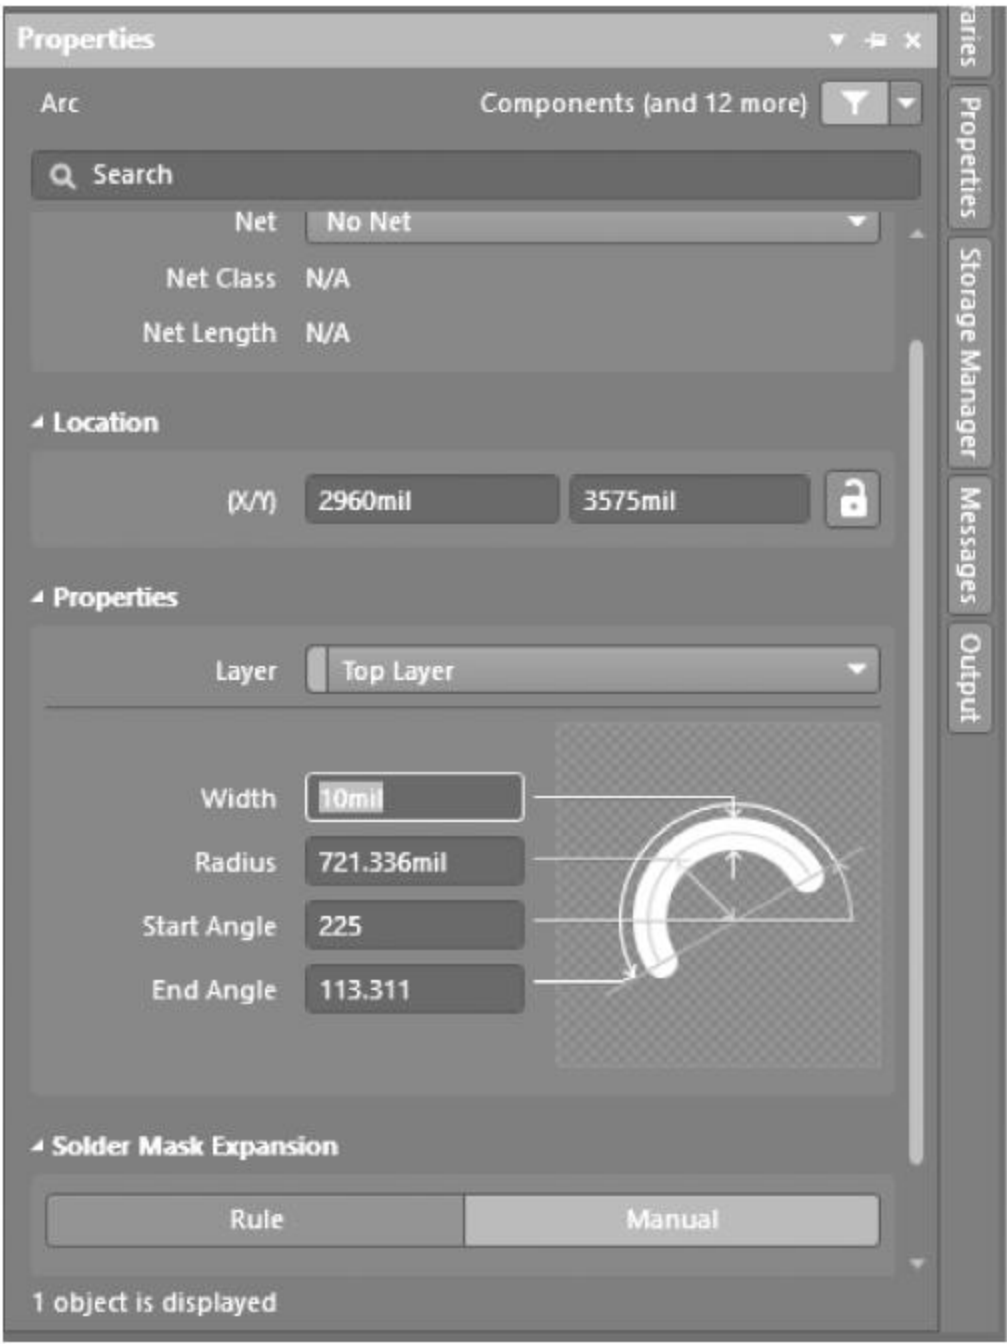 Properties
Arc Components (and 12 more)
Search
Net No Net
Net Class N/A
Net Length N/A
Location
(X/Y) 2960mil 3575mil
Properties
Layer Top Layer
Width 10mil
Radius 721.336mil
Start Angle 225
End Angle 113.311
Solder Mask Expansion
Rule Manual
1 object is displayed
raries
Properties
Storage Manager
Messages
Output